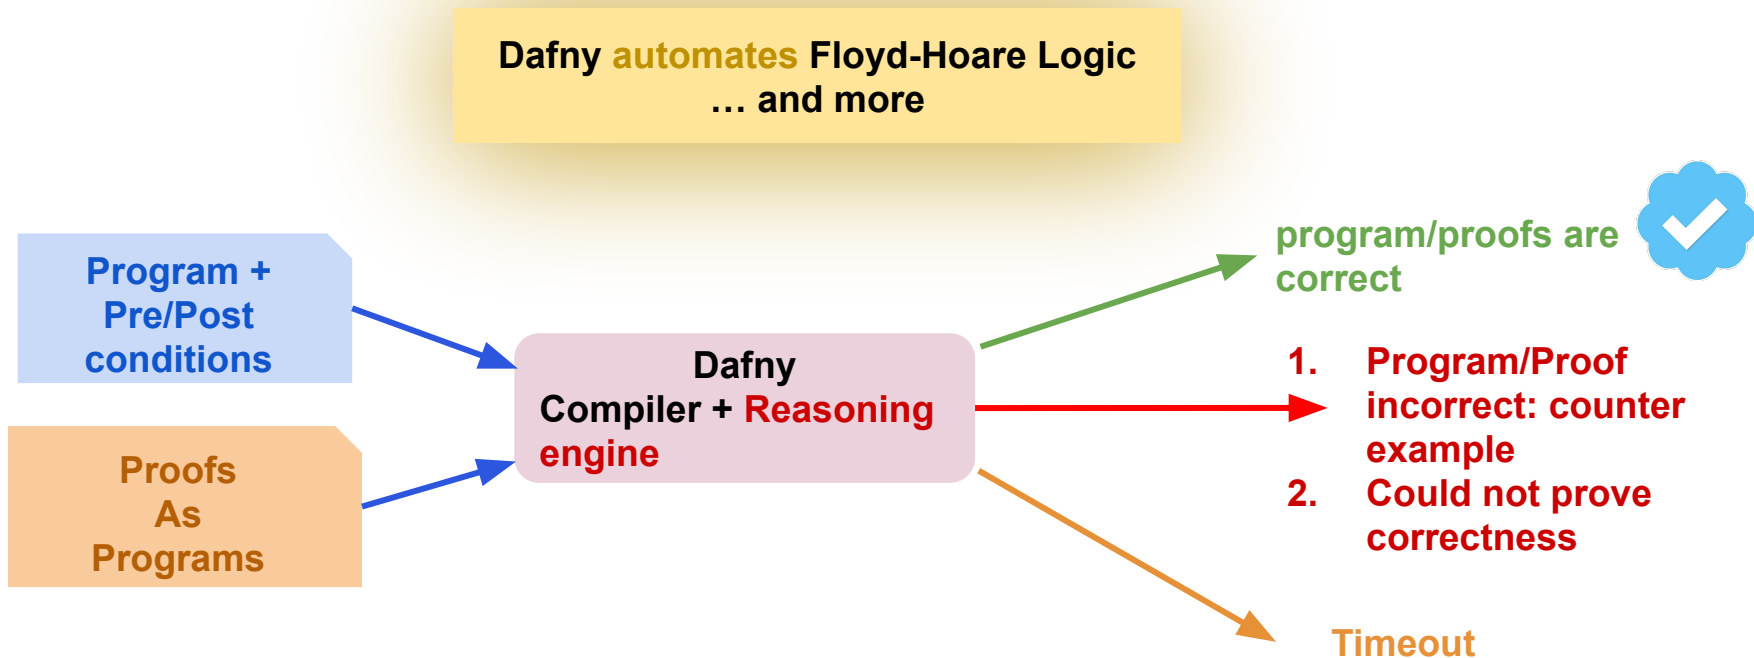 Dafny automates Floyd-Hoare Logic
… and more
Program +
Pre/Post
conditions
Proofs
As
Programs
Dafny
Compiler + Reasoning
engine
program/proofs are
correct
1. Program/Proof
incorrect: counter
example
2. Could not prove
correctness
Timeout